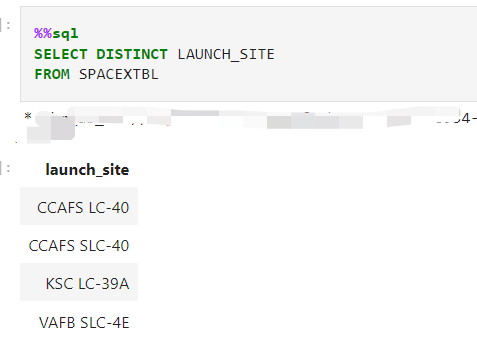 ]:
%%sql
SELECT DISTINCT LAUNCH_SITE
FROM SPACEXTBL
*
]:
launch_site
CCAFS LC-40
CCAFS SLC-40
KSC LC-39A
VAFB SLC-4E